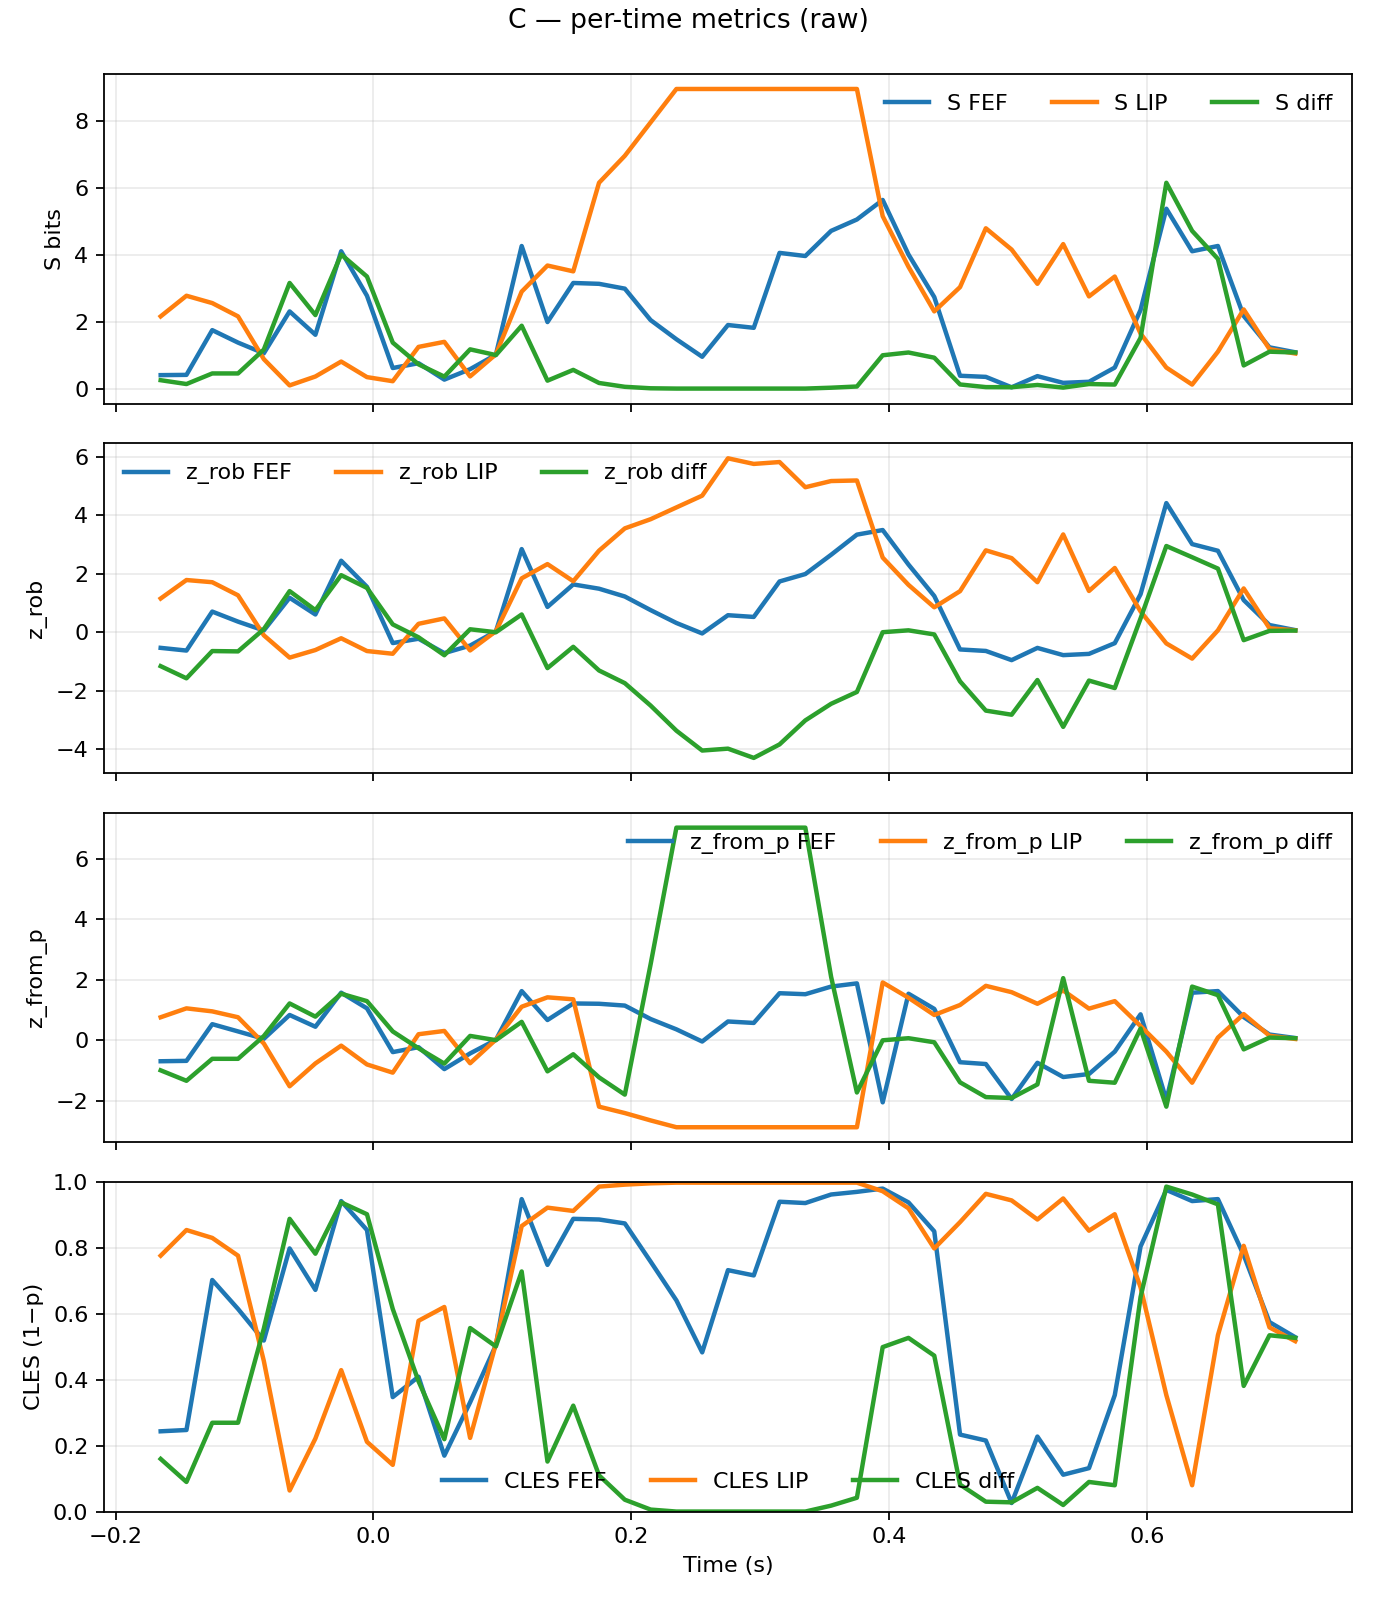 C — per-time metrics (raw)
S FEF S LIP S diff
8
6
4
2
0
S bits
z_rob FEF z_rob LIP z_rob diff
6
4
2
0
−2
−4
z_rob
z_from_p FEF z_from_p LIP z_from_p diff
6
4
2
0
−2
z_from_p
1.0
0.8
0.6
0.4
0.2
0.0
CLES (1−p)
CLES FEF CLES LIP CLES diff
−0.2 0.0 0.2 0.4 0.6
Time (s)